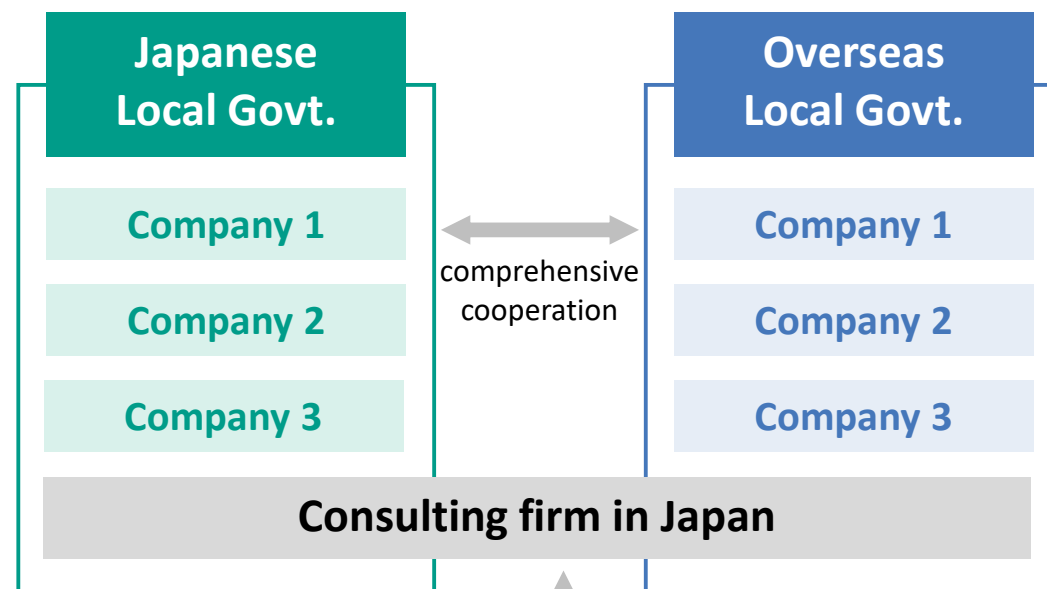 Japanese
Local Govt.
Company 1
Company 2
Company 3
comprehensive
cooperation
Overseas
Local Govt.
Company 1
Company 2
Company 3
Consulting firm in Japan